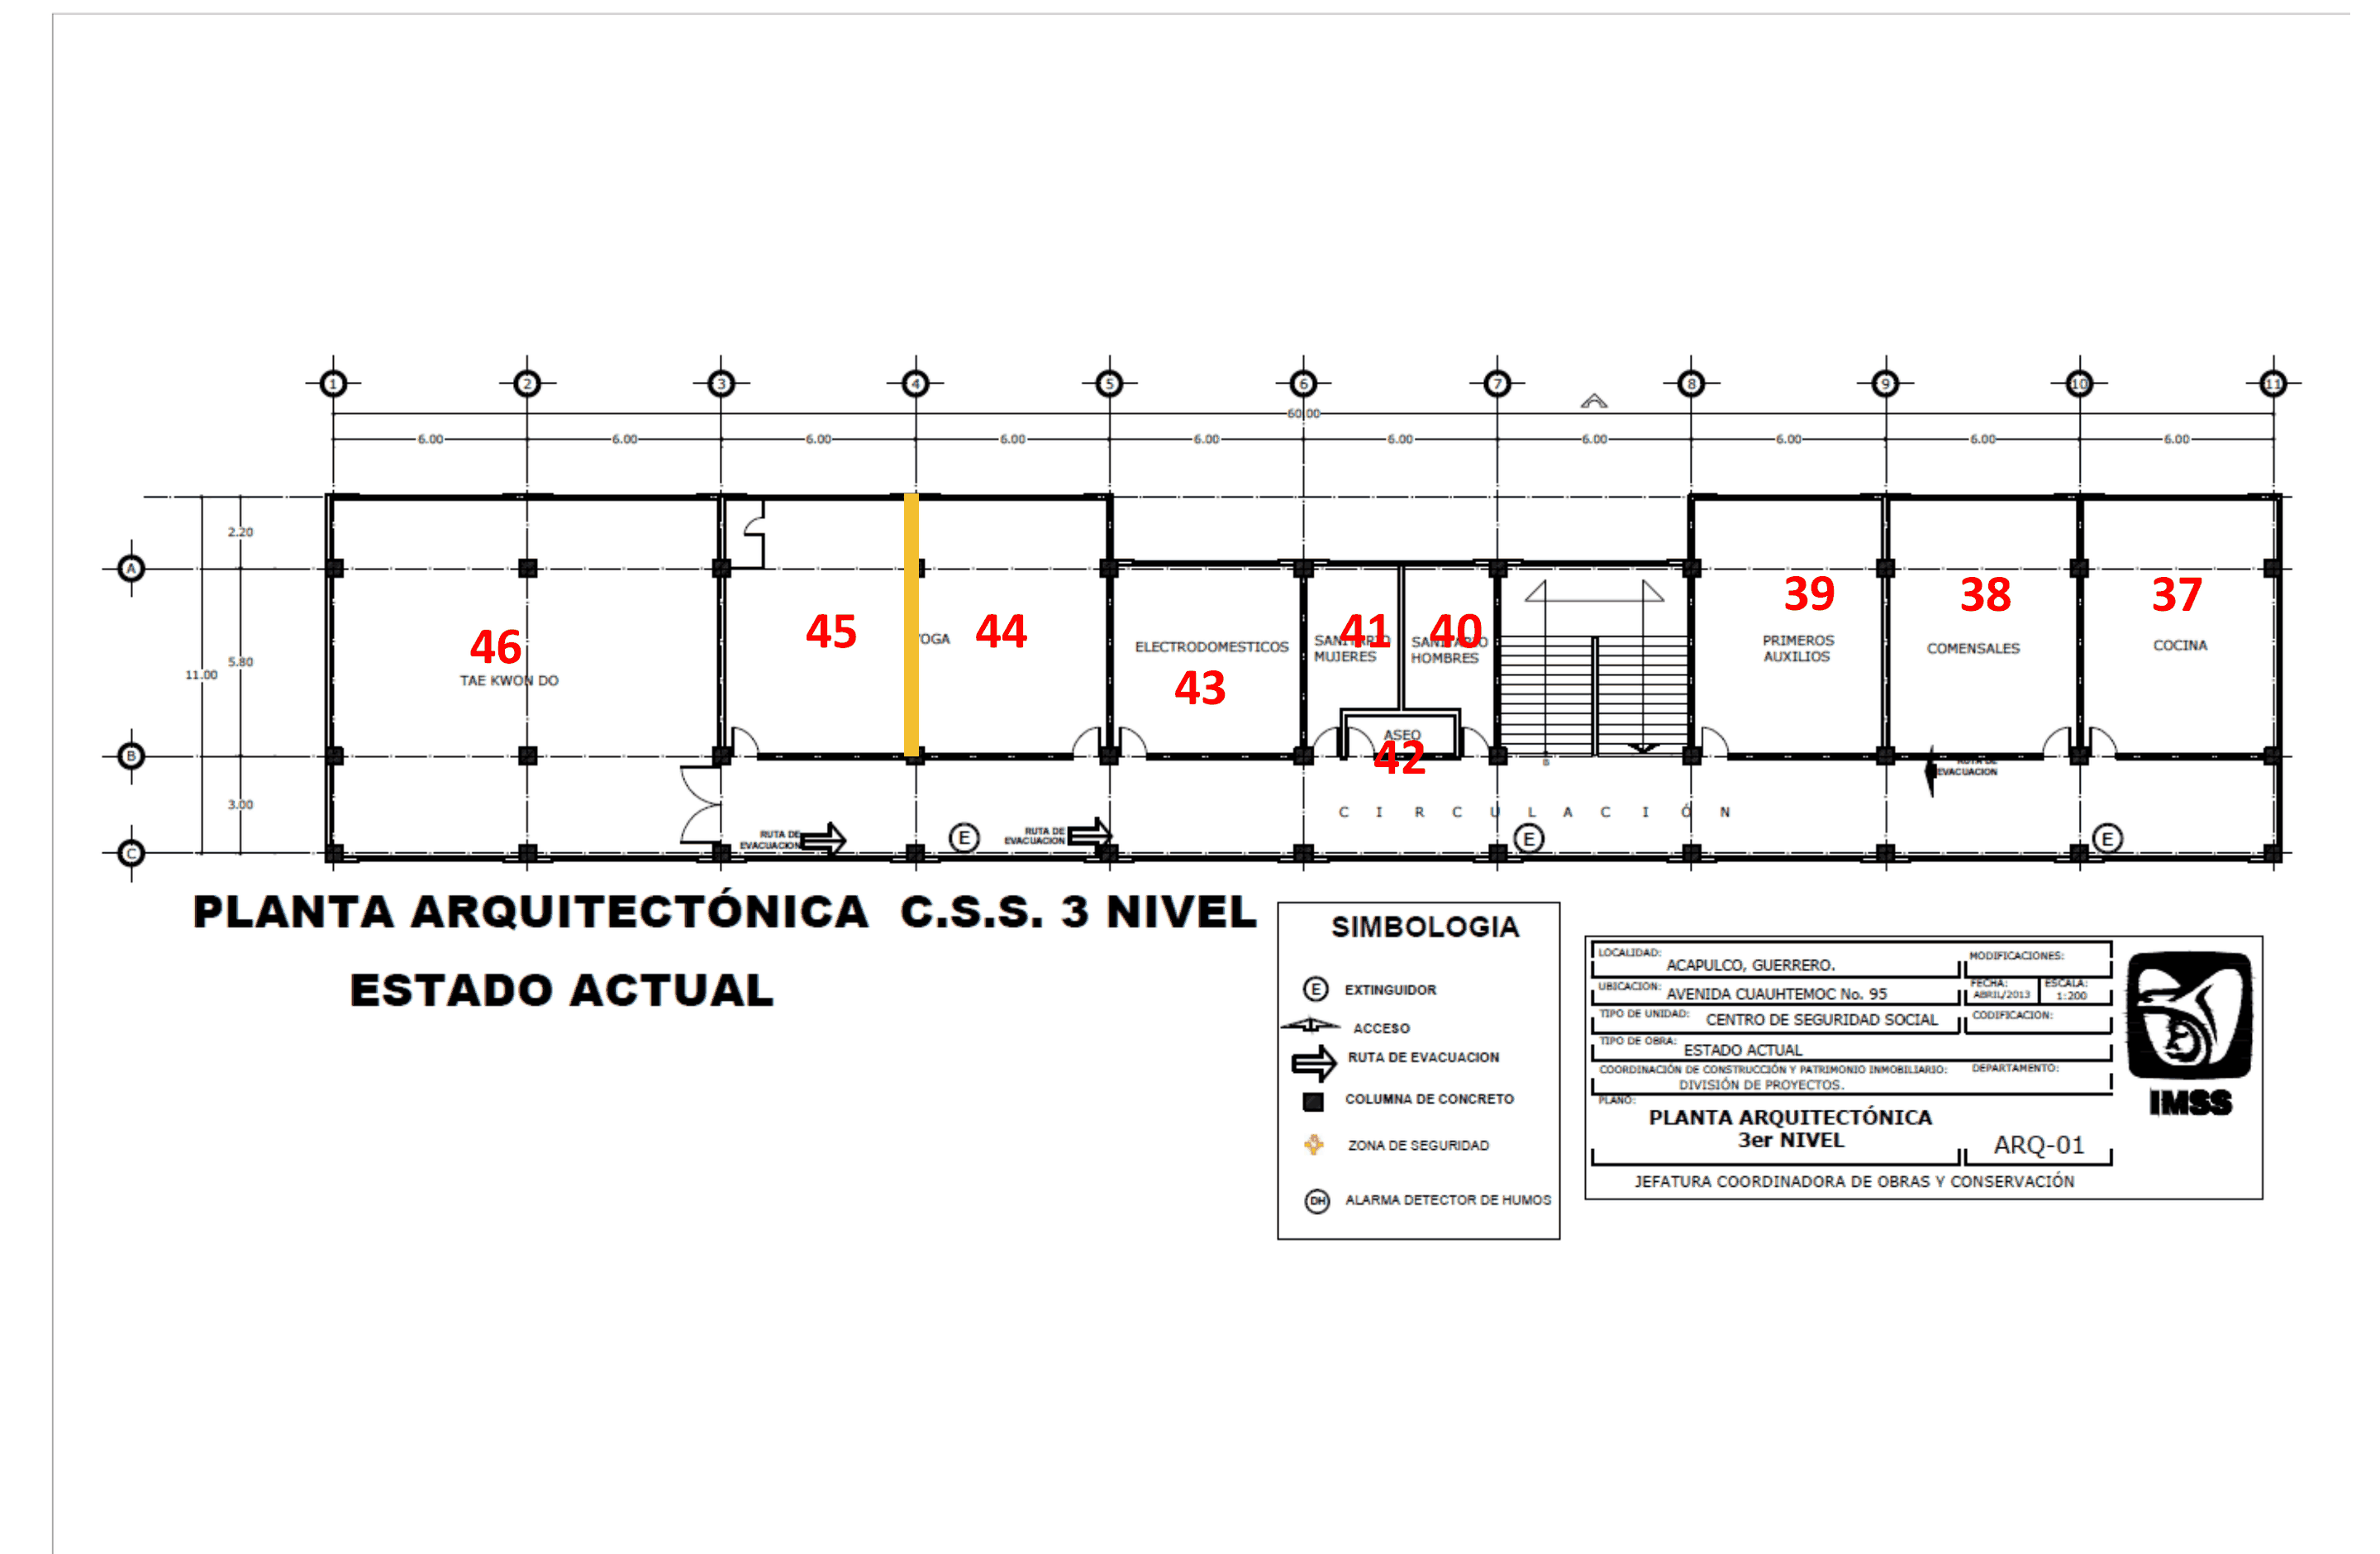 1 2 3 4 5 6 7 8 9 10 11
60.00
6.00 6.00 6.00 6.00 6.00 6.00 6.00 6.00 6.00 6.00
2.20
A
5.80
11.00
B
3.00
C
46
TAE KWON DO
45
OGA
44
ELECTRODOMESTICOS
43
41
SANITARIO
MUJERES
40
SANITARIO
HOMBRES
ASEO
42
39
PRIMEROS
AUXILIOS
38
COMENSALES
37
COCINA
RUTA DE
EVACUACION
E
RUTA DE
EVACUACION
CIRCULACIÓN
E
RUTA DE
EVACUACION
E
PLANTA ARQUITECTÓNICA C.S.S. 3 NIVEL
ESTADO ACTUAL
SIMBOLOGIA
E EXTINGUIDOR
ACCESO
RUTA DE EVACUACION
COLUMNA DE CONCRETO
ZONA DE SEGURIDAD
DH ALARMA DETECTOR DE HUMOS
LOCALIDAD:
ACAPULCO, GUERRERO.
MODIFICACIONES:
UBICACION: AVENIDA CUAUHTEMOC No. 95
FECHA:
ABRIL/2013
ESCALA:
1:200
TIPO DE UNIDAD: CENTRO DE SEGURIDAD SOCIAL
CODIFICACION:
TIPO DE OBRA: ESTADO ACTUAL
COORDINACIÓN DE CONSTRUCCIÓN Y PATRIMONIO INMOBILIARIO:
DIVISIÓN DE PROYECTOS.
DEPARTAMENTO:
PLANO:
PLANTA ARQUITECTÓNICA
3er NIVEL
ARQ-01
JEFATURA COORDINADORA DE OBRAS Y CONSERVACIÓN
IMSS